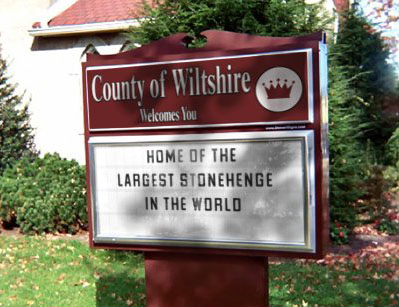 County of Wiltshire
Welcomes You
HOME OF THE
LARGEST STONEHENGE
IN THE WORLD